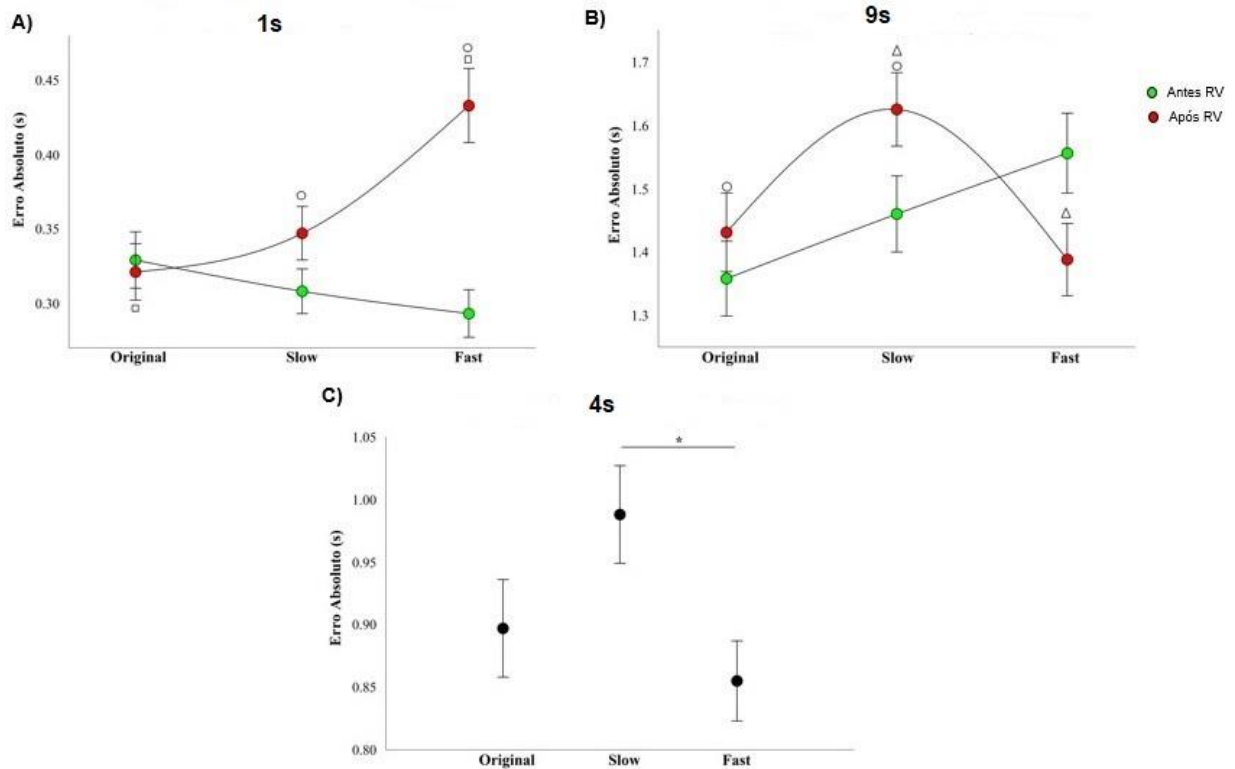 A)
1s
Erro Absoluto (s)
0.45
0.40
0.35
0.30
Original Slow Fast
B)
9s
Erro Absoluto (s)
1.7
1.6
1.5
1.4
1.3
Original Slow Fast
Antes RV
Após RV
C)
4s
*
Erro Absoluto (s)
1.05
1.00
0.95
0.90
0.85
0.80
Original Slow Fast